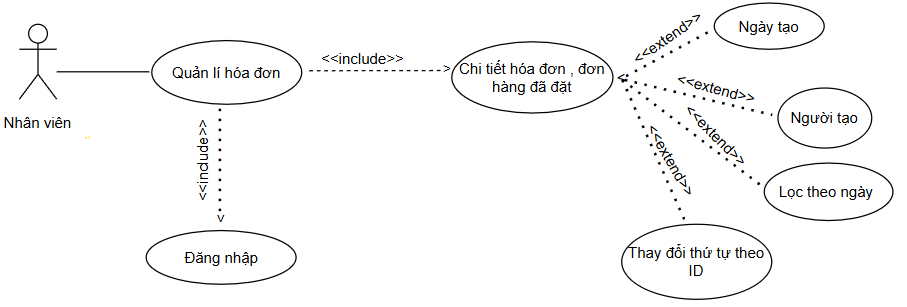 Nhân viên
Quản lí hóa đơn
<<include>>
Chi tiết hóa đơn , đơn
hàng đã đặt
<<extend>>
Ngày tạo
<<extend>>
Người tạo
<<extend>>
Lọc theo ngày
<<extend>>
Thay đổi thứ tự theo
ID
<<include>>
Đăng nhập